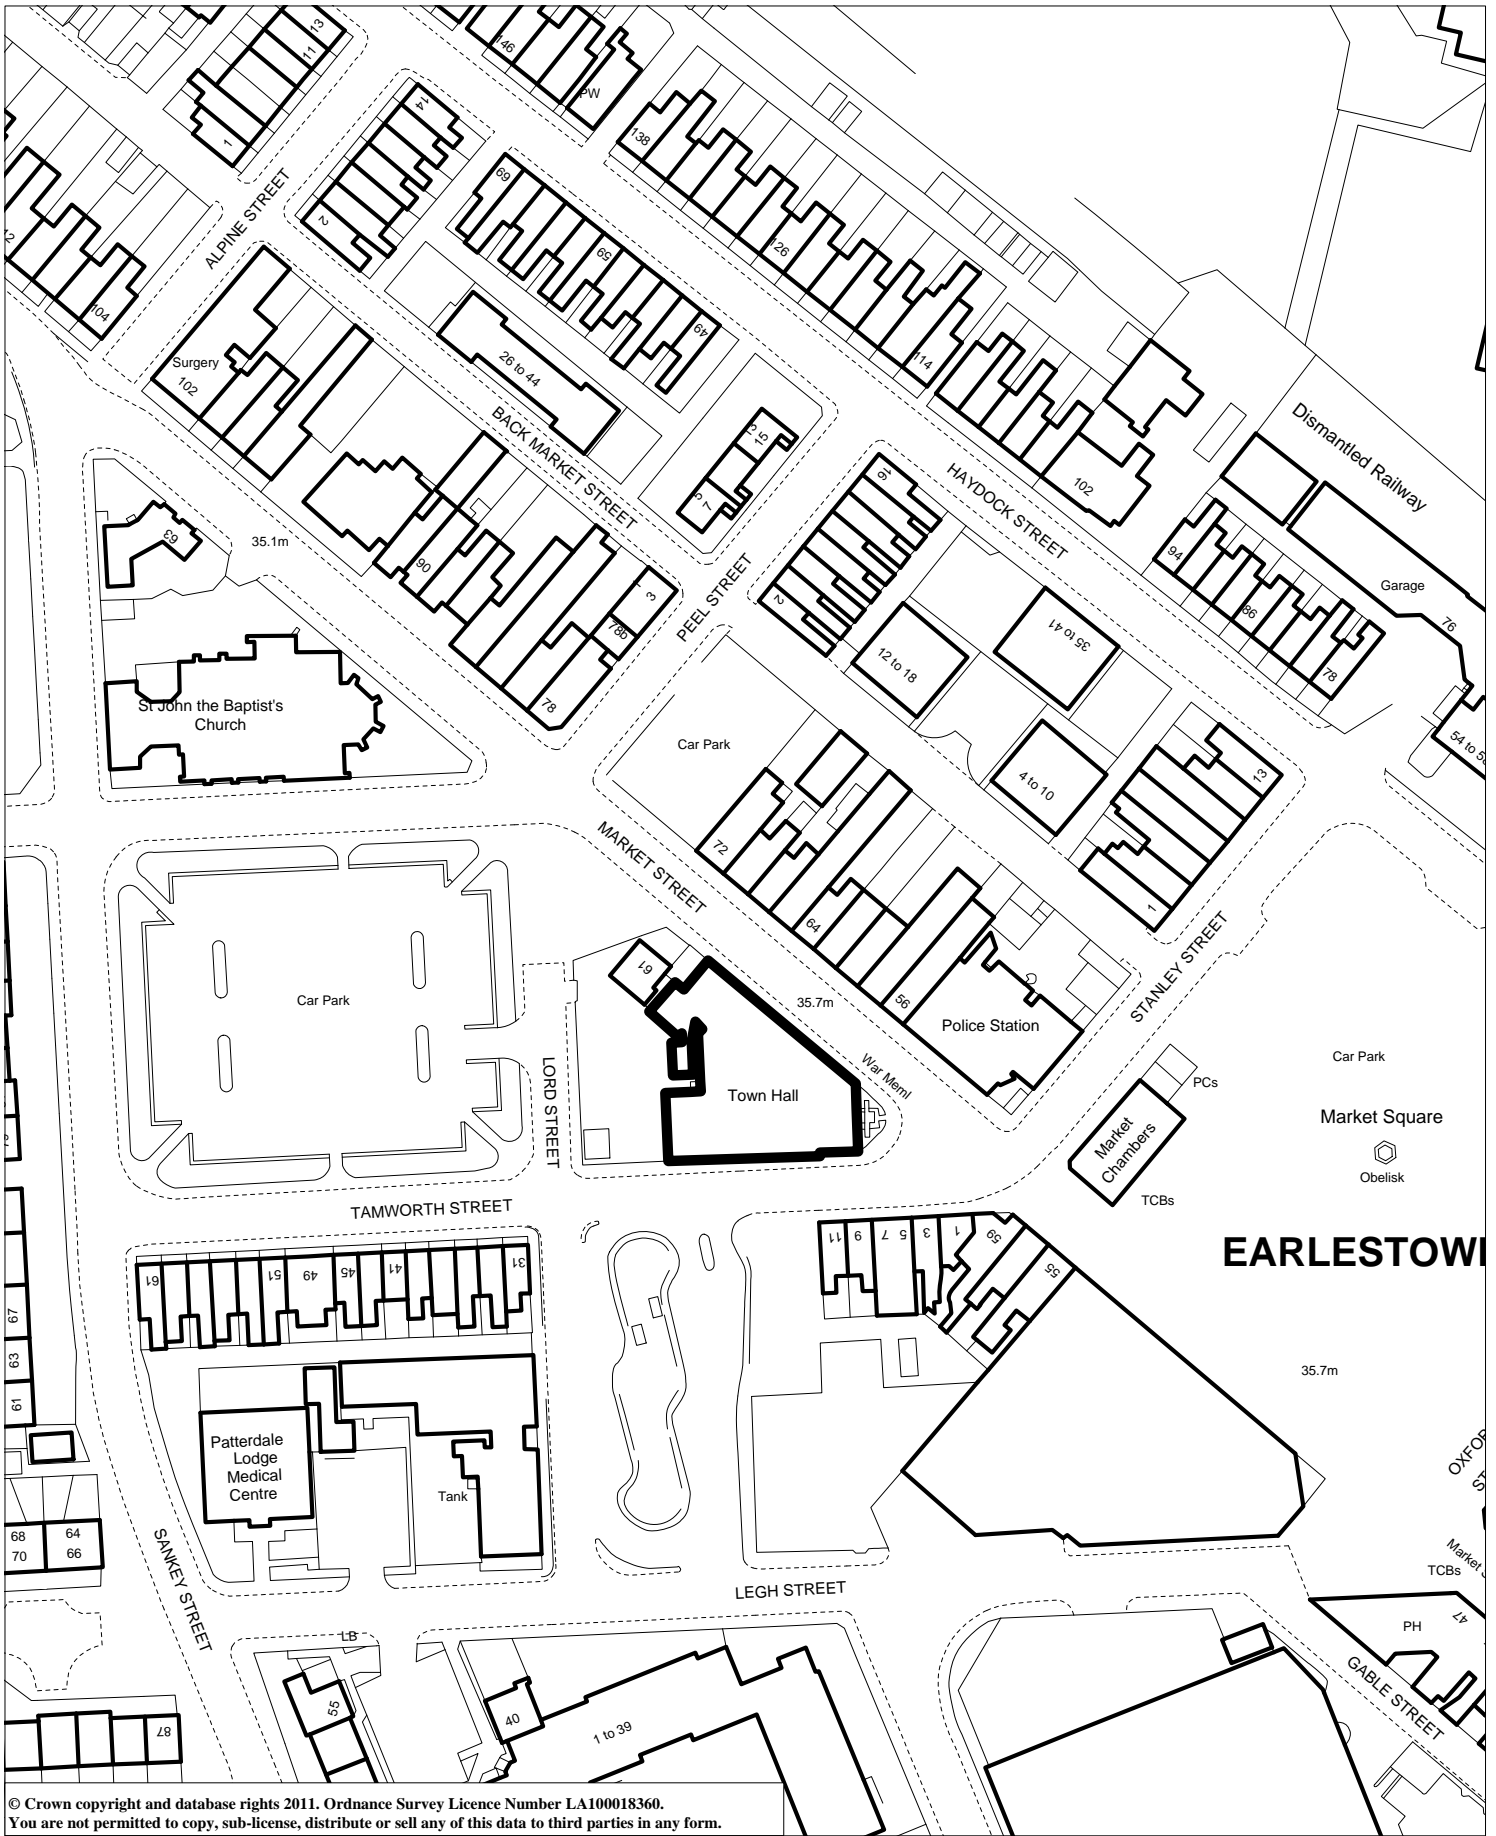 13
11
146
PW
1
14
138
ALPINE STREET
2
69
126
12
104
59
49
114
Surgery
102
26 to 44
BACK MARKET STREET
15
5
7
16
HAYDOCK STREET
102
Dismantled Railway
94
Garage
76
86
78
54 to
63
35.1m
90
3
78b
78
PEEL STREET
2
35 to 41
12 to 18
St John the Baptist's
Church
Car Park
4 to 10
13
1
MARKET STREET
72
64
STANLEY STREET
61
Car Park
35.7m
56
Police Station
War Meml
LORD STREET
Town Hall
Car Park
PCs
Market Square
Market
Chambers
Obelisk
TCBs
TAMWORTH STREET
EARLESTOW
11
9
7
5
3
1
59
55
61
51
49
45
41
31
67
63
61
35.7m
Patterdale
Lodge
Medical
Centre
Tank
68
70
64
66
SANKEY STREET
LEGH STREET
OXFOR
ST
Market
TCBs
47
PH
GABLE STREET
LB
55
40
1 to 39
87
© Crown copyright and database rights 2011. Ordnance Survey Licence Number LA100018360.
You are not permitted to copy, sub-license, distribute or sell any of this data to third parties in any form.